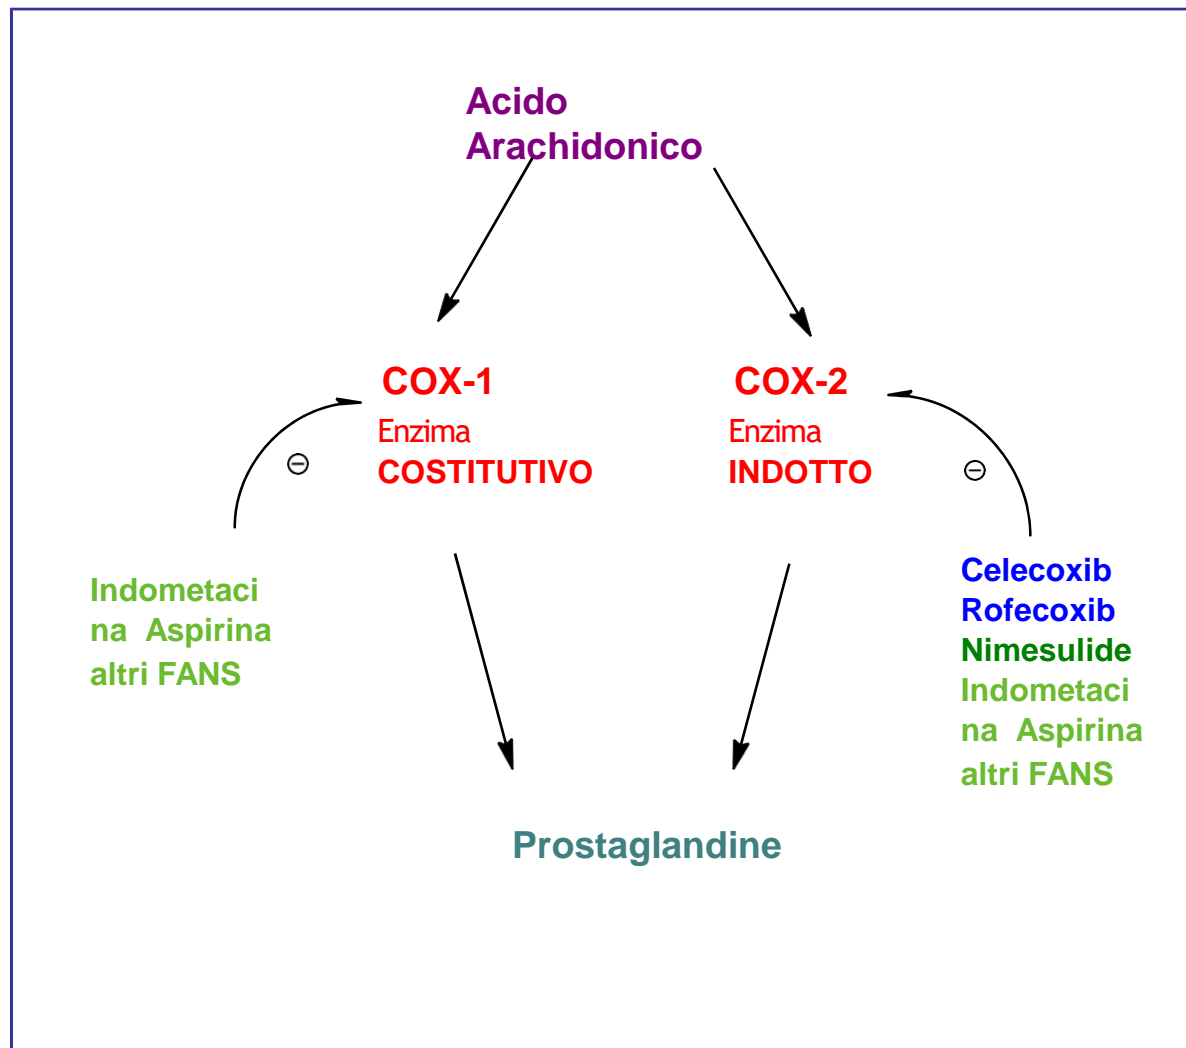 Acido
Arachidonico
COX-1
Enzima
COSTITUTIVO
COX-2
Enzima
INDOTTO
⊖
⊖
Indometaci
na Aspirina
altri FANS
Celecoxib
Rofecoxib
Nimesulide
Indometaci
na Aspirina
altri FANS
Prostaglandine